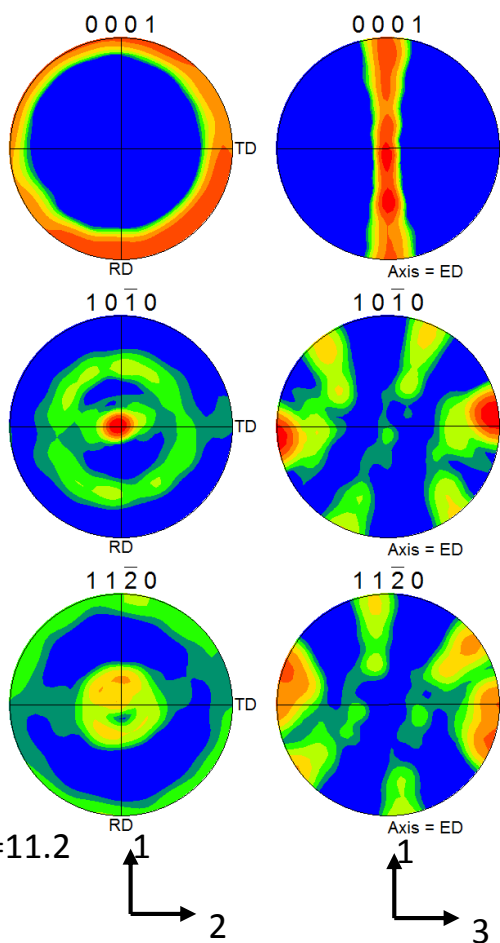 0 0 0 1 0 0 0 1
TD
RD Axis = ED
1 0 1̅ 0 1 0 1̅ 0
TD
RD Axis = ED
1 1 2̅ 0 1 1 2̅ 0
TD
RD Axis = ED
=11.2 1 1
2 3